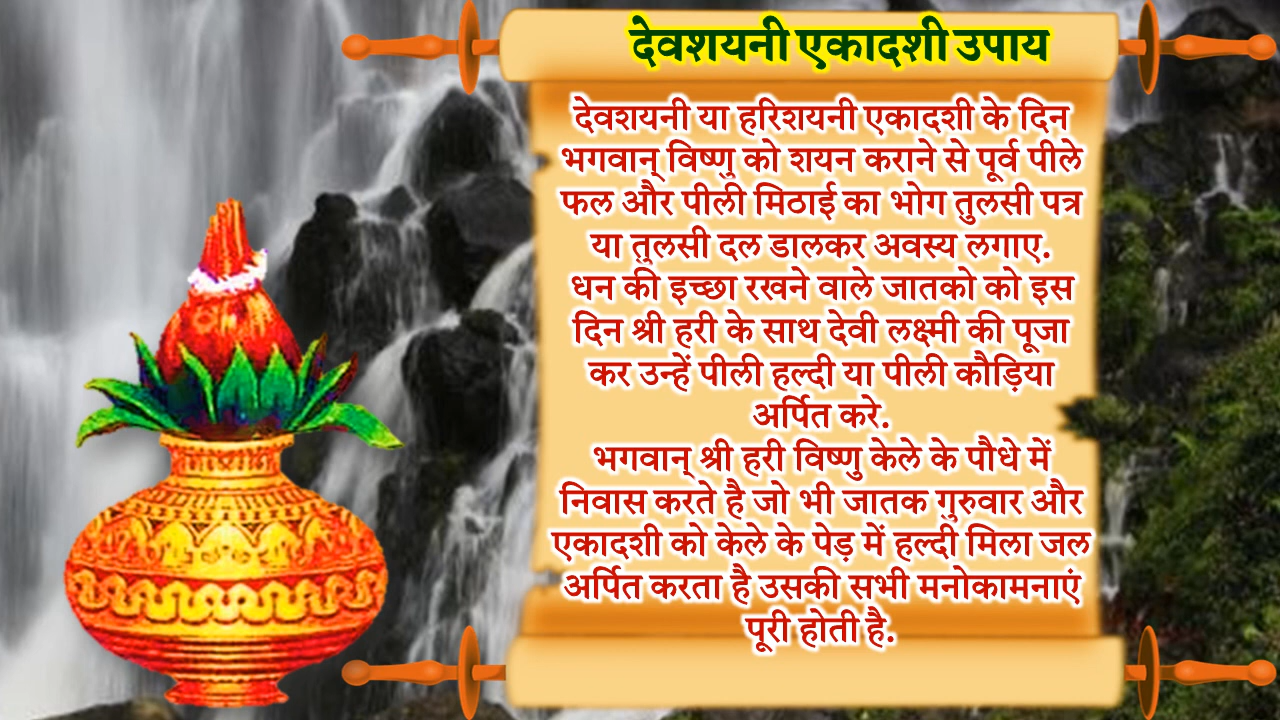 देवशयनी एकादशी उपाय
देवशयनी या हरिशयनी एकादशी के दिन
भगवान् विष्णु को शयन कराने से पूर्व पीले
फल और पीली मिठाई का भोग तुलसी पत्र
या तुलसी दल डालकर अवस्य लगाए.
धन की इच्छा रखने वाले जातको को इस
दिन श्री हरी के साथ देवी लक्ष्मी की पूजा
कर उन्हें पीली हल्दी या पीली कौड़िया
अर्पित करे.
भगवान् श्री हरी विष्णु केले के पौधे में
निवास करते है जो भी जातक गुरुवार और
एकादशी को केले के पेड़ में हल्दी मिला जल
अर्पित करता है उसकी सभी मनोकामनाएं
पूरी होती है.